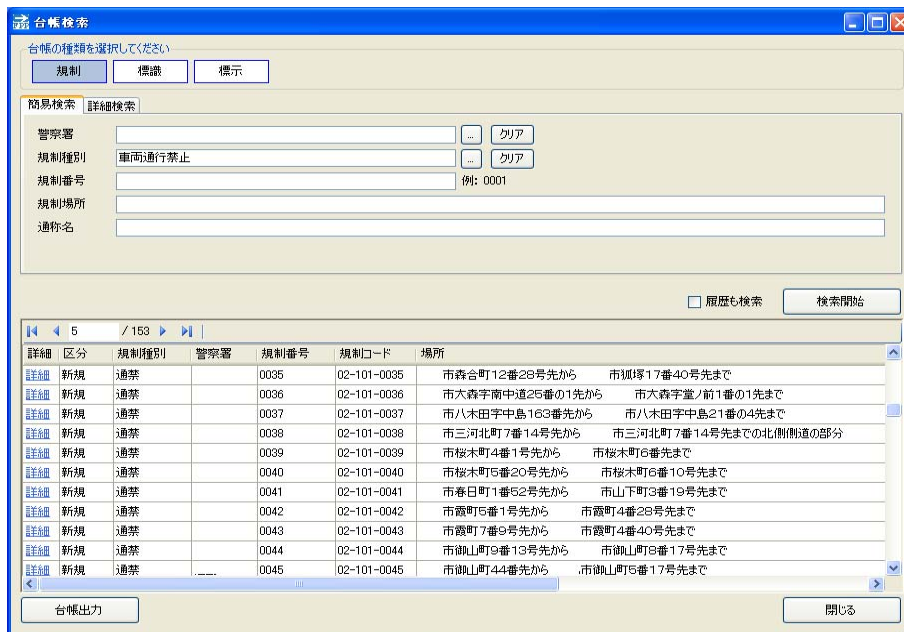 台帳検索
台帳の種類を選択してください
規制 標識 標示
簡易検索 詳細検索
警察署 ... クリア
規制種別 車両通行禁止 ... クリア
規制番号 例: 0001
規制場所
通称名
履歴も検索 検索開始
5 / 153
詳細 区分 規制種別 警察署 規制番号 規制コード 場所
詳細 新規 通禁 0035 02-101-0035 市森合町12番28号先から 市狐塚17番40号先まで
詳細 新規 通禁 0036 02-101-0036 市大森字南中道25番の1先から 市大森字堂ノ前1番の1先まで
詳細 新規 通禁 0037 02-101-0037 市八木田字中島163番先から 市八木田字中島21番の4先まで
詳細 新規 通禁 0038 02-101-0038 市三河北町7番14号先から 市三河北町7番14号先までの北側側道の部分
詳細 新規 通禁 0039 02-101-0039 市桜木町4番1号先から 市桜木町6番先まで
詳細 新規 通禁 0040 02-101-0040 市桜木町5番20号先から 市桜木町6番10号先まで
詳細 新規 通禁 0041 02-101-0041 市春日町1番52号先から 市山下町3番19号先まで
詳細 新規 通禁 0042 02-101-0042 市霞町5番1号先から 市霞町4番28号先まで
詳細 新規 通禁 0043 02-101-0043 市霞町7番9号先から 市霞町4番40号先まで
詳細 新規 通禁 0044 02-101-0044 市御山町9番13号先から 市御山町8番17号先まで
詳細 新規 通禁 0045 02-101-0045 市御山町44番先から 市御山町5番17号先まで
台帳出力 閉じる